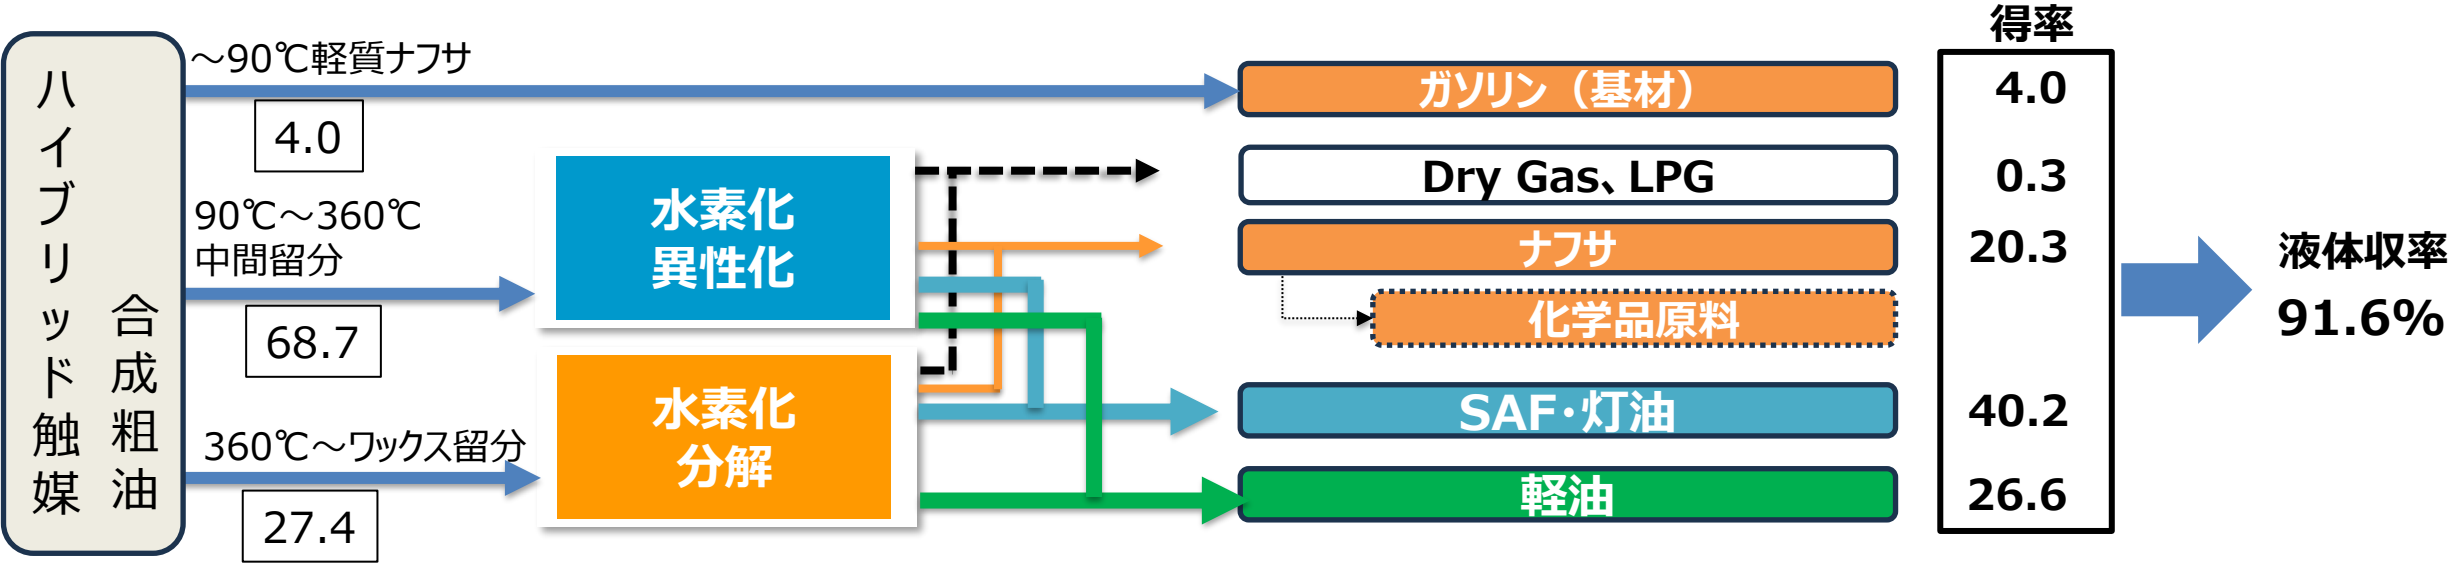 ハイブリッド触媒
合成粗油
～90℃軽質ナフサ
4.0
90℃～360℃
中間留分
68.7
360℃～ワックス留分
27.4
水素化
異性化
水素化
分解
得率
ガソリン（基材）
4.0
Dry Gas、LPG
0.3
ナフサ
20.3
化学品原料
SAF・灯油
40.2
軽油
26.6
液体収率
91.6%